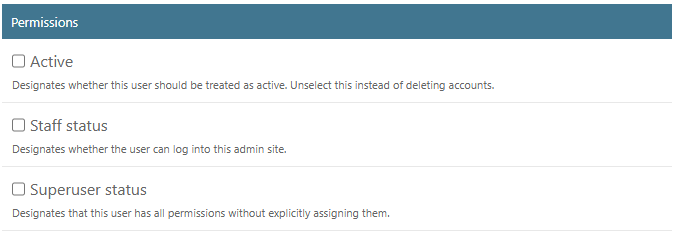 Permissions
Active
Designates whether this user should be treated as active. Unselect this instead of deleting accounts.
Staff status
Designates whether the user can log into this admin site.
Superuser status
Designates that this user has all permissions without explicitly assigning them.